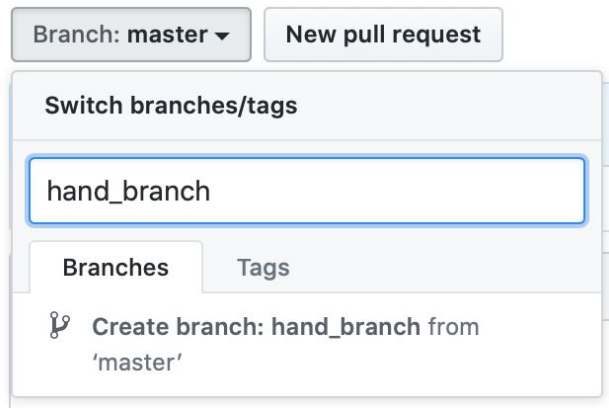 Branch: master
New pull request
Switch branches/tags
hand_branch
Branches
Tags
Create branch: hand_branch from
‘master’